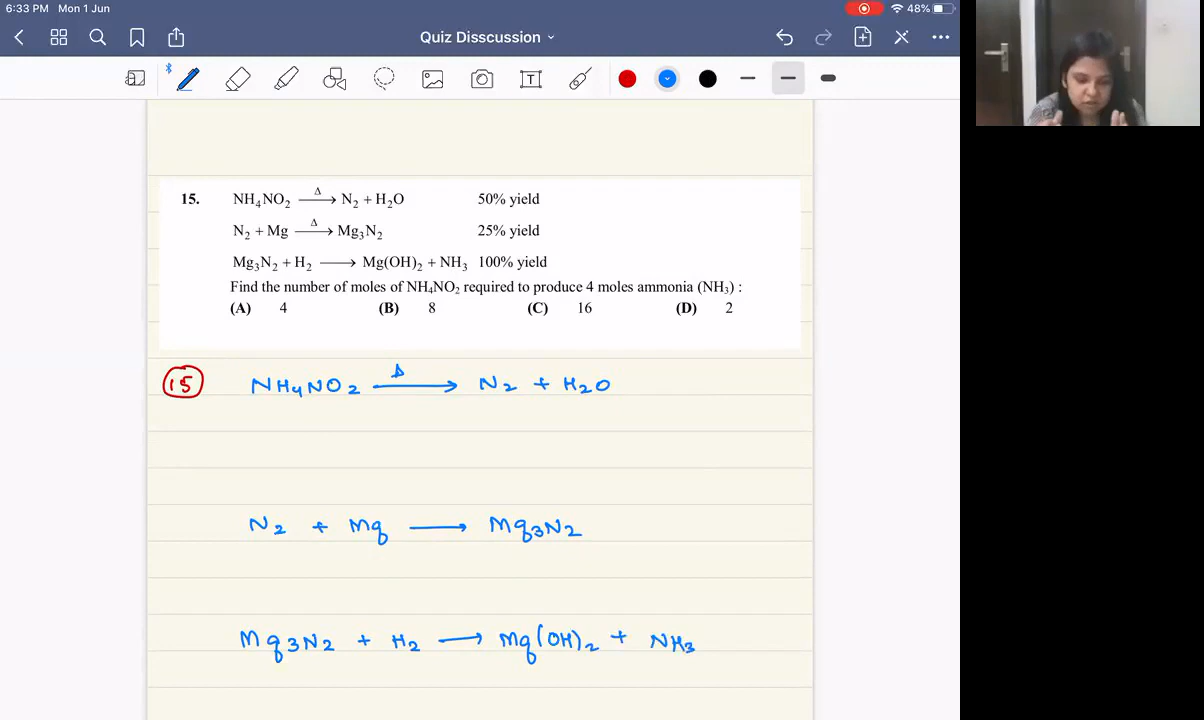 6:33 PM Mon 1 Jun
48%
Quiz Disscussion
15. NH₄NO₂ —Δ→ N₂ + H₂O 50% yield
N₂ + Mg —Δ→ Mg₃N₂ 25% yield
Mg₃N₂ + H₂ ⟶ Mg(OH)₂ + NH₃ 100% yield
Find the number of moles of NH₄NO₂ required to produce 4 moles ammonia (NH₃) :
(A) 4 (B) 8 (C) 16 (D) 2
15 NH₄NO₂ —Δ→ N₂ + H₂O
N₂ + Mg ⟶ Mg₃N₂
Mg₃N₂ + H₂ ⟶ Mg(OH)₂ + NH₃